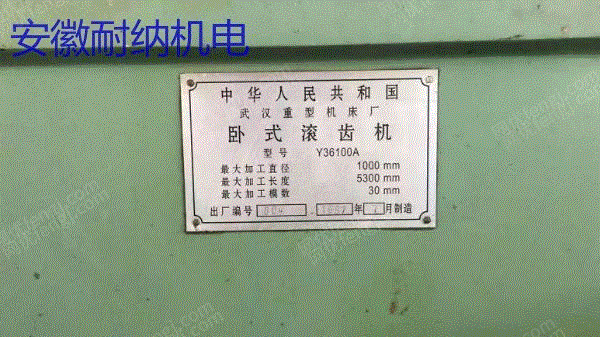 安徽耐纳机电
中华人民共和国
武汉重型机床厂
卧式滚齿机
型号 Y36100A
最大加工直径 1000 mm
最大加工长度 5300 mm
最大加工模数 30 mm
出厂编号 年 月制造